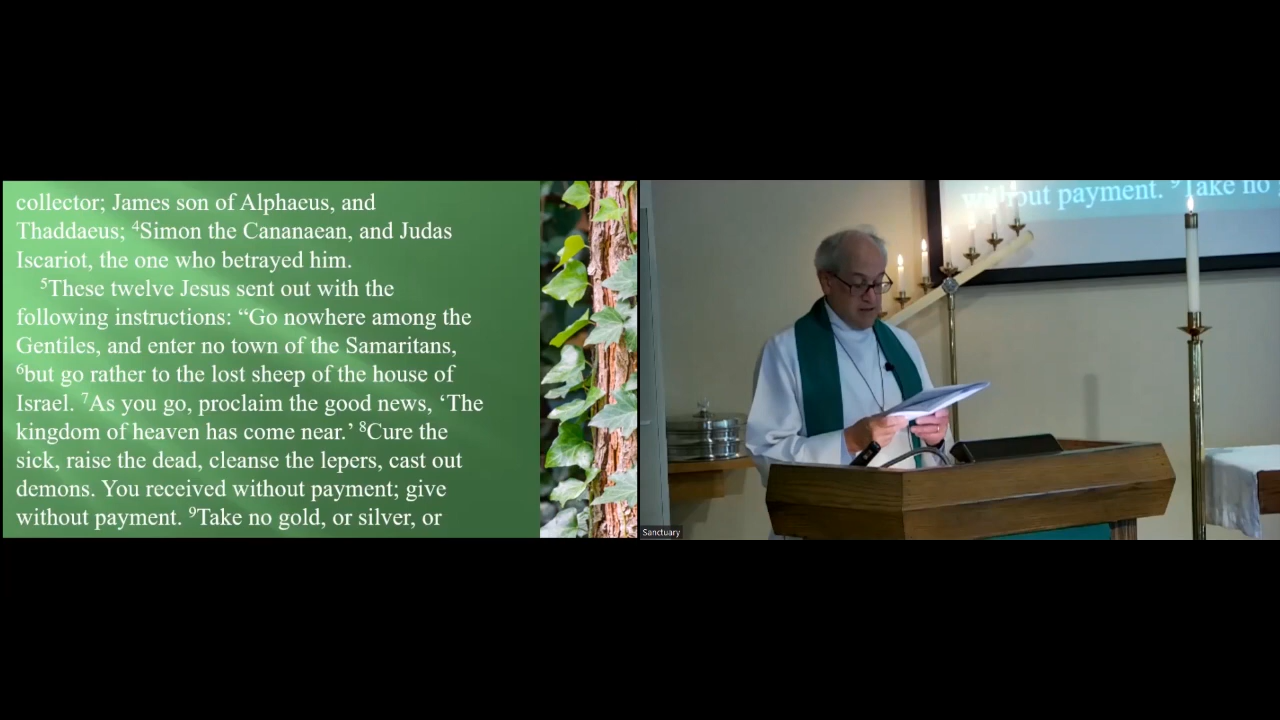 collector; James son of Alphaeus, and
Thaddaeus; ⁴Simon the Cananaean, and Judas
Iscariot, the one who betrayed him.
⁵These twelve Jesus sent out with the
following instructions: “Go nowhere among the
Gentiles, and enter no town of the Samaritans,
⁶but go rather to the lost sheep of the house of
Israel. ⁷As you go, proclaim the good news, ‘The
kingdom of heaven has come near.’ ⁸Cure the
sick, raise the dead, cleanse the lepers, cast out
demons. You received without payment; give
without payment. ⁹Take no gold, or silver, or
without payment. ⁹Take no
Sanctuary